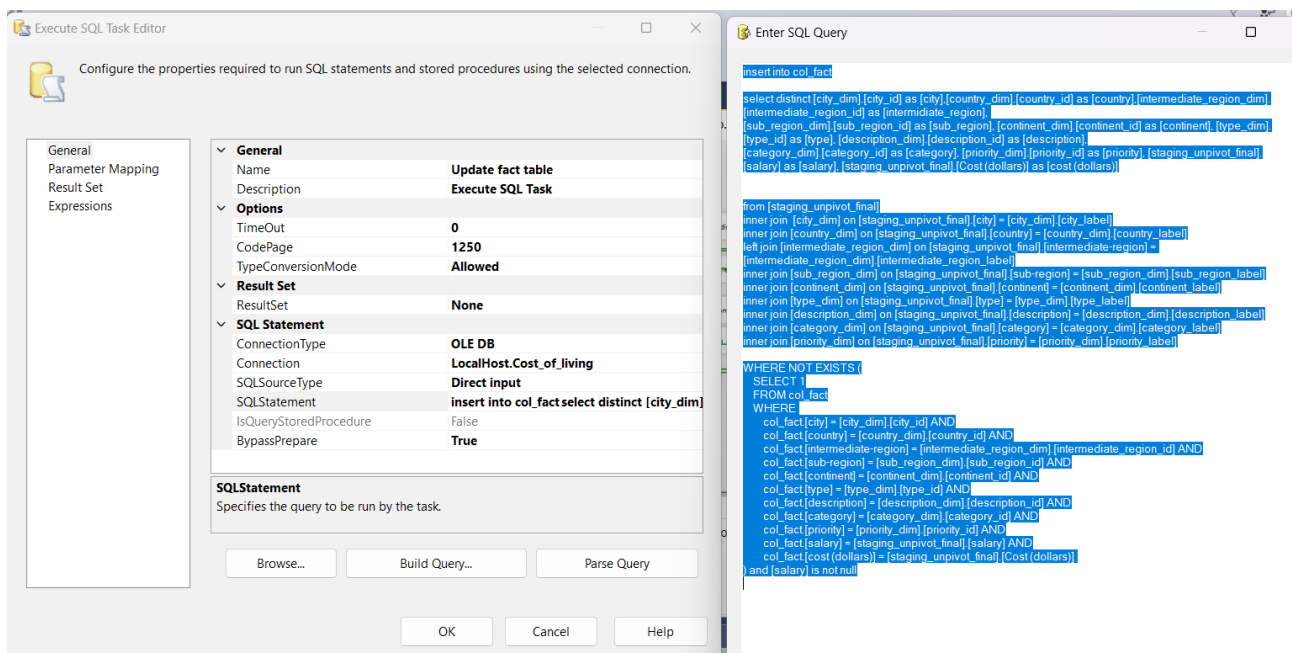 Execute SQL Task Editor
Configure the properties required to run SQL statements and stored procedures using the selected connection.
General
Parameter Mapping
Result Set
Expressions
General
Name Update fact table
Description Execute SQL Task
Options
TimeOut 0
CodePage 1250
TypeConversionMode Allowed
Result Set
ResultSet None
SQL Statement
ConnectionType OLE DB
Connection LocalHost.Cost_of_living
SQLSourceType Direct input
SQLStatement insert into col_fact select distinct [city_dim]
IsQueryStoredProcedure False
BypassPrepare True
SQLStatement
Specifies the query to be run by the task.
Browse...
Build Query...
Parse Query
OK
Cancel
Help
Enter SQL Query
insert into col_fact
select distinct [city_dim].[city_id] as [city],[country_dim].[country_id] as [country],[intermediate_region_dim].
[intermediate_region_id] as [intermidiate_region],
[sub_region_dim].[sub_region_id] as [sub_region], [continent_dim].[continent_id] as [continent], [type_dim].
[type_id] as [type], [description_dim].[description_id] as [description],
[category_dim].[category_id] as [category], [priority_dim].[priority_id] as [priority], [staging_unpivot_final].
[salary] as [salary], [staging_unpivot_final].[Cost (dollars)] as [cost (dollars)]
from [staging_unpivot_final]
inner join [city_dim] on [staging_unpivot_final].[city] = [city_dim].[city_label]
inner join [country_dim] on [staging_unpivot_final].[country] = [country_dim].[country_label]
left join [intermediate_region_dim] on [staging_unpivot_final].[intermediate-region] =
[intermediate_region_dim].[intermediate_region_label]
inner join [sub_region_dim] on [staging_unpivot_final].[sub-region] = [sub_region_dim].[sub_region_label]
inner join [continent_dim] on [staging_unpivot_final].[continent] = [continent_dim].[continent_label]
inner join [type_dim] on [staging_unpivot_final].[type] = [type_dim].[type_label]
inner join [description_dim] on [staging_unpivot_final].[description] = [description_dim].[description_label]
inner join [category_dim] on [staging_unpivot_final].[category] = [category_dim].[category_label]
inner join [priority_dim] on [staging_unpivot_final].[priority] = [priority_dim].[priority_label]
WHERE NOT EXISTS (
SELECT 1
FROM col_fact
WHERE
col_fact.[city] = [city_dim].[city_id] AND
col_fact.[country] = [country_dim].[country_id] AND
col_fact.[intermediate-region] = [intermediate_region_dim].[intermediate_region_id] AND
col_fact.[sub-region] = [sub_region_dim].[sub_region_id] AND
col_fact.[continent] = [continent_dim].[continent_id] AND
col_fact.[type] = [type_dim].[type_id] AND
col_fact.[description] = [description_dim].[description_id] AND
col_fact.[category] = [category_dim].[category_id] AND
col_fact.[priority] = [priority_dim].[priority_id] AND
col_fact.[salary] = [staging_unpivot_final].[salary] AND
col_fact.[cost (dollars)] = [staging_unpivot_final].[Cost (dollars)]
) and [salary] is not null